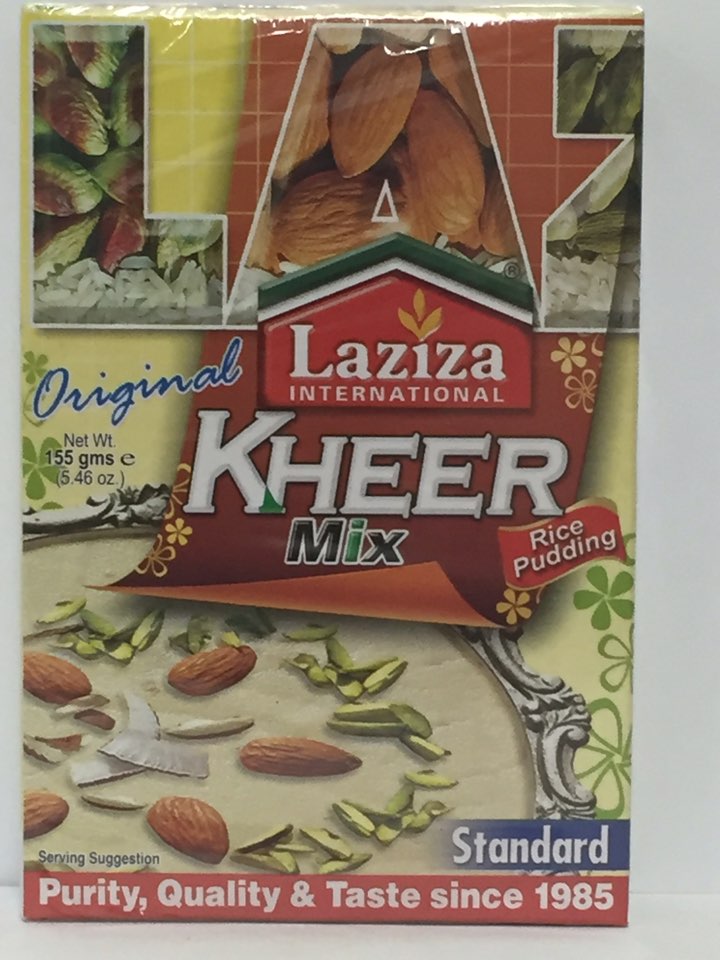 LAZ
®
Laziza
INTERNATIONAL
Original
KHEER
Mix
Net Wt.
155 gms e
(5.46 oz.)
Rice
Pudding
Standard
Serving Suggestion
Purity, Quality & Taste since 1985